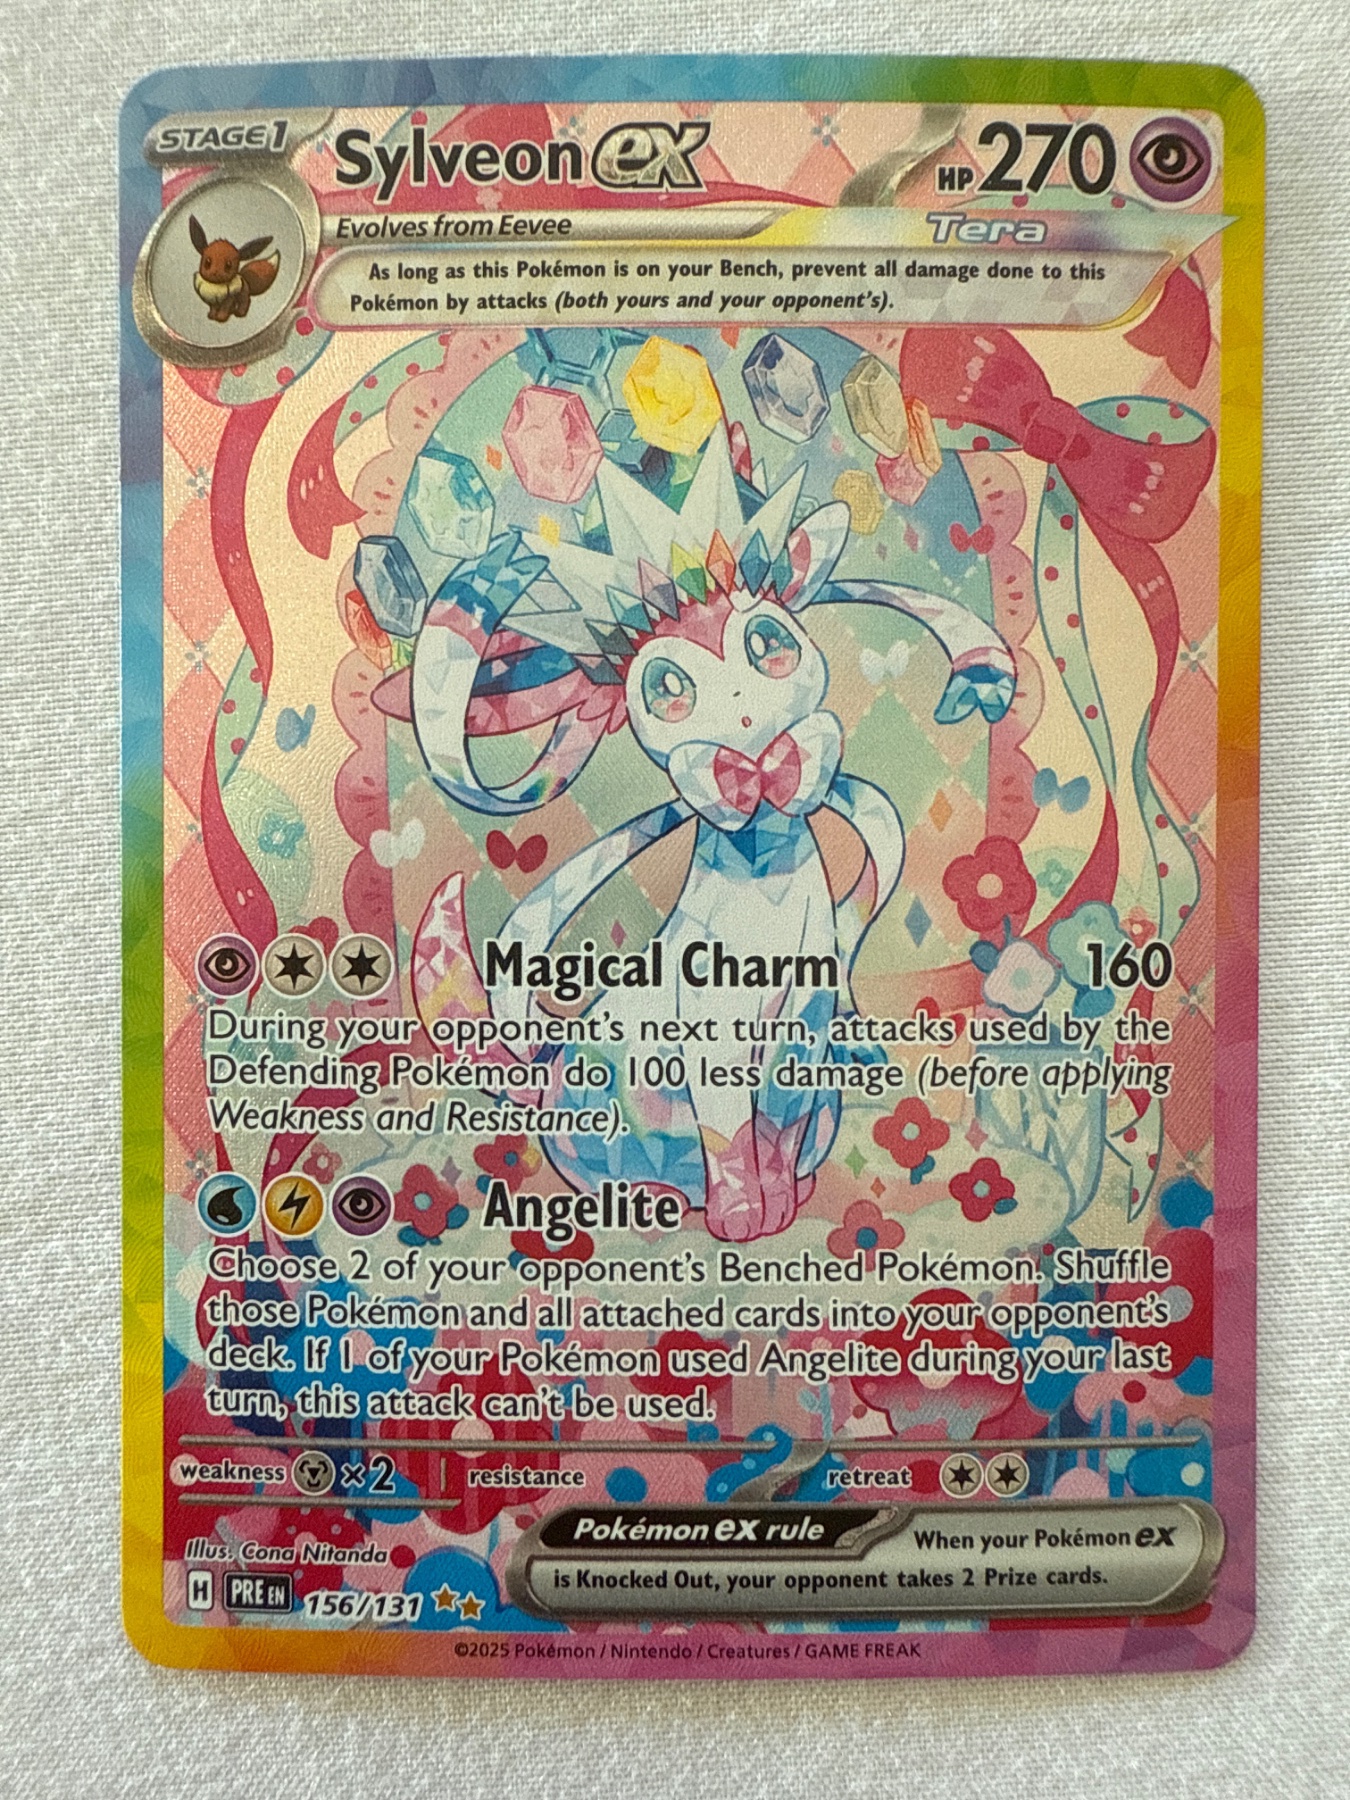 STAGE 1
Sylveon ex
HP 270
Evolves from Eevee
Tera
As long as this Pokémon is on your Bench, prevent all damage done to this
Pokémon by attacks (both yours and your opponent's).
Magical Charm 160
During your opponent's next turn, attacks used by the
Defending Pokémon do 100 less damage (before applying
Weakness and Resistance).
Angelite
Choose 2 of your opponent's Benched Pokémon. Shuffle
those Pokémon and all attached cards into your opponent's
deck. If 1 of your Pokémon used Angelite during your last
turn, this attack can't be used.
weakness ×2 resistance retreat
Pokémon ex rule
When your Pokémon ex
is Knocked Out, your opponent takes 2 Prize cards.
Illus. Cona Nitanda
H PRE EN 156/131
©2025 Pokémon / Nintendo / Creatures / GAME FREAK